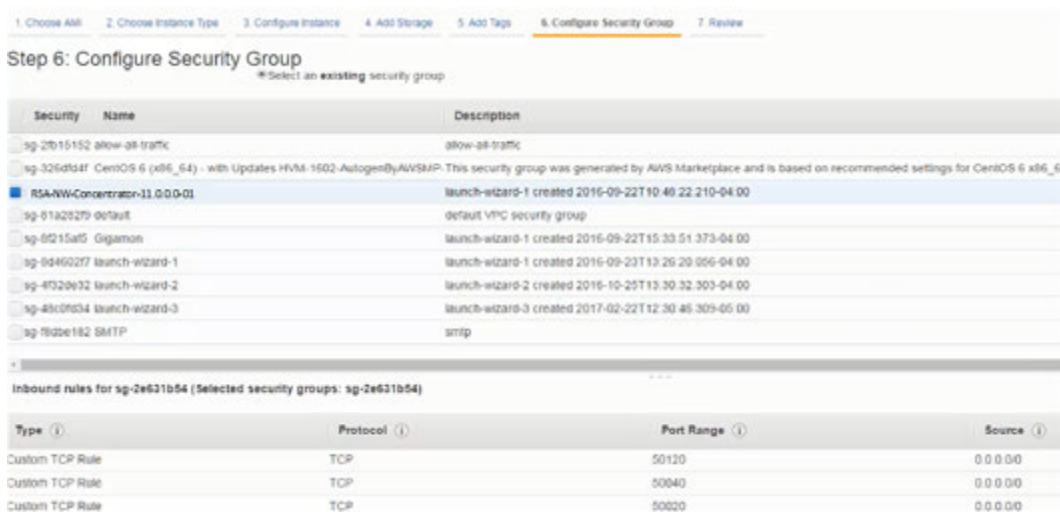 1. Choose AMI 2. Choose Instance Type 3. Configure Instance 4. Add Storage 5. Add Tags 6. Configure Security Group 7. Review
Step 6: Configure Security Group
Select an existing security group
Security Name Description
sg-2fb15152 allow-all-traffic allow-all-traffic
sg-326dfd4f CentOS 6 (x86_64) - with Updates HVM-1602-AutogenByAWSMP- This security group was generated by AWS Marketplace and is based on recommended settings for CentOS 6 x86_6
RSA-NW-Concentrator-11.0.0.0-01 launch-wizard-1 created 2016-09-22T10:46:22.210-04:00
sg-81a282f9 default default VPC security group
sg-8f215af5 Gigamon launch-wizard-1 created 2016-09-22T15:33:51.373-04:00
sg-9d4602f7 launch-wizard-1 launch-wizard-1 created 2016-09-23T13:26:20.056-04:00
sg-4f32de32 launch-wizard-2 launch-wizard-2 created 2016-10-25T13:30:32.303-04:00
sg-48c0fd34 launch-wizard-3 launch-wizard-3 created 2017-02-22T12:30:45.309-05:00
sg-f8dbe182 SMTP smtp
Inbound rules for sg-2e631b54 (Selected security groups: sg-2e631b54)
Type Protocol Port Range Source
Custom TCP Rule TCP 50120 0.0.0.0/0
Custom TCP Rule TCP 50040 0.0.0.0/0
Custom TCP Rule TCP 50020 0.0.0.0/0